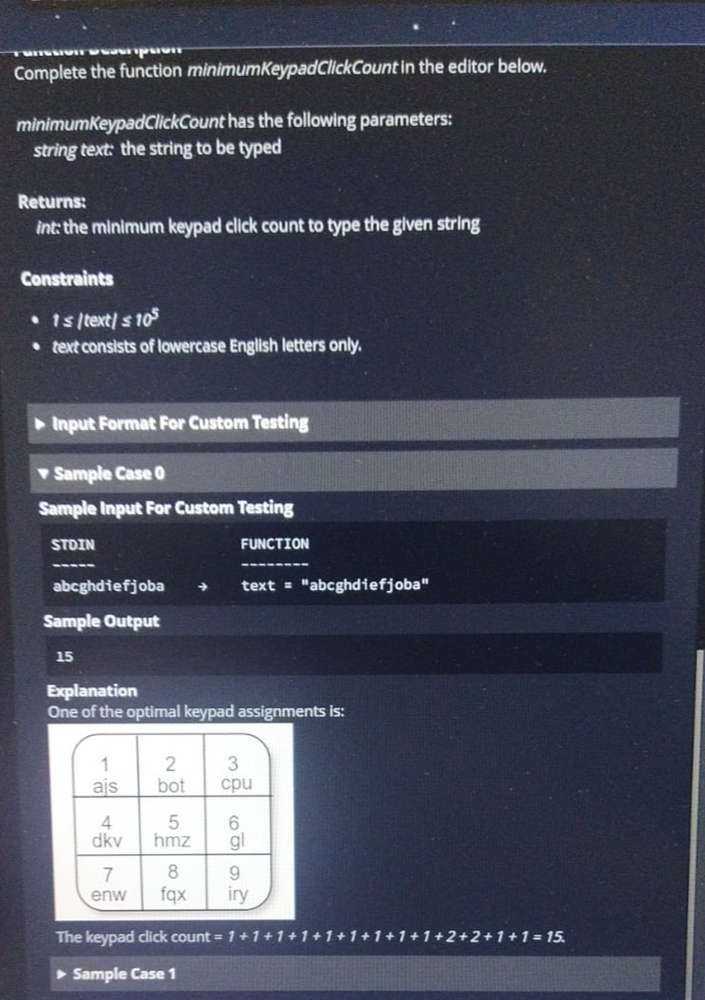 Function Description
Complete the function minimumKeypadClickCount in the editor below.
minimumKeypadClickCount has the following parameters:
string text: the string to be typed
Returns:
int: the minimum keypad click count to type the given string
Constraints
• 1 ≤ |text| ≤ 10⁵
• text consists of lowercase English letters only.
▶ Input Format For Custom Testing
▼ Sample Case 0
Sample Input For Custom Testing
STDIN FUNCTION
----- --------
abcghdiefjoba → text = "abcghdiefjoba"
Sample Output
15
Explanation
One of the optimal keypad assignments is:
1 2 3
ajs bot cpu
4 5 6
dkv hmz gl
7 8 9
enw fqx iry
The keypad click count = 1 + 1 + 1 + 1 + 1 + 1 + 1 + 1 + 1 + 2 + 2 + 1 + 1 = 15.
▶ Sample Case 1